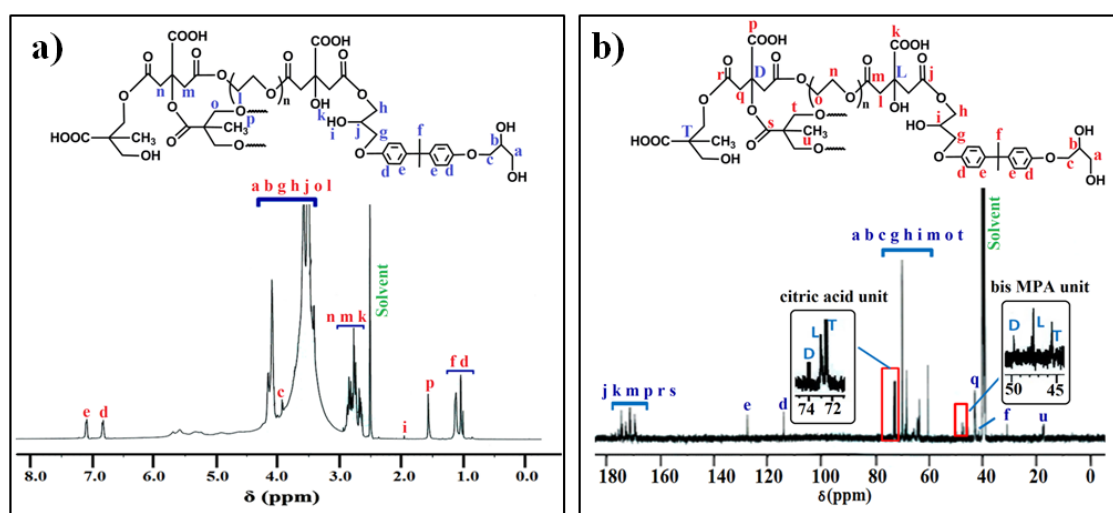 a)
COOH
COOH
O
O
O
O
n
m
O
l
O
n
h
O
O
o
O
p
k
OH
O
HO
j
i
g
HOOC
CH₃
CH₃
O
f
OH
b
a
OH
O
d
e
e
d
O
c
OH
a b g h j o l
Solvent
n m k
f d
e
d
c
i
p
8.0 7.0 6.0 5.0 4.0 3.0 2.0 1.0 0.0
δ (ppm)
b)
p
COOH
k
COOH
O
O
n
O
O
r
D
m
L
j
q
O
o
O
n
l
OH
O
h
O
O
t
O
HO
i
g
T
s
CH₃
u
O
f
OH
b
a
HOOC
CH₃
O
O
d
e
e
d
O
c
OH
OH
a b c g h i m o t
Solvent
citric acid unit
bis MPA unit
D
L
T
74 72
D
L
T
50 45
j k m p r s
e
d
q
f
u
180 160 140 120 100 80 60 40 20 0
δ(ppm)